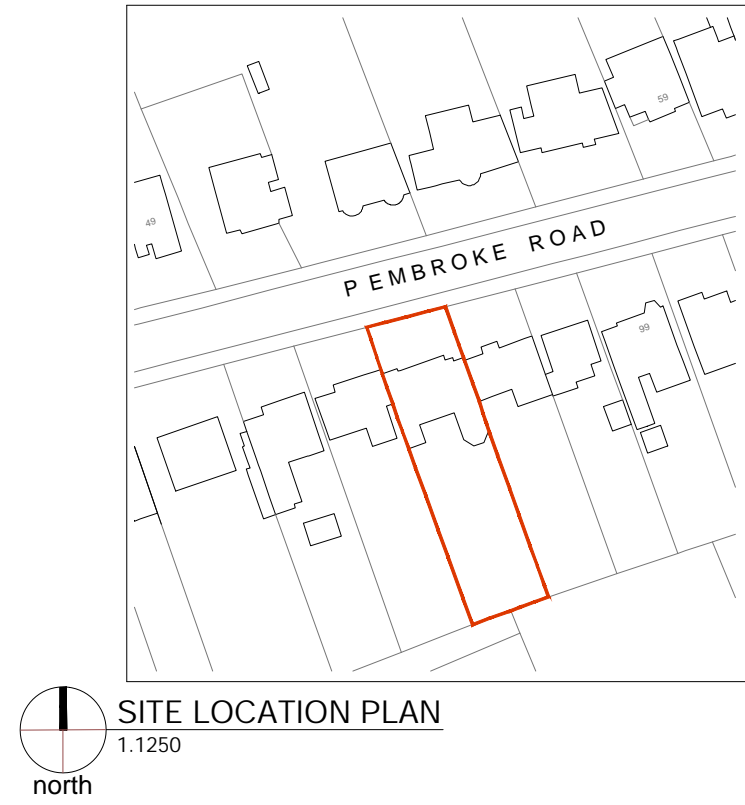 59
49
PEMBROKE ROAD
99
SITE LOCATION PLAN
1.1250
north